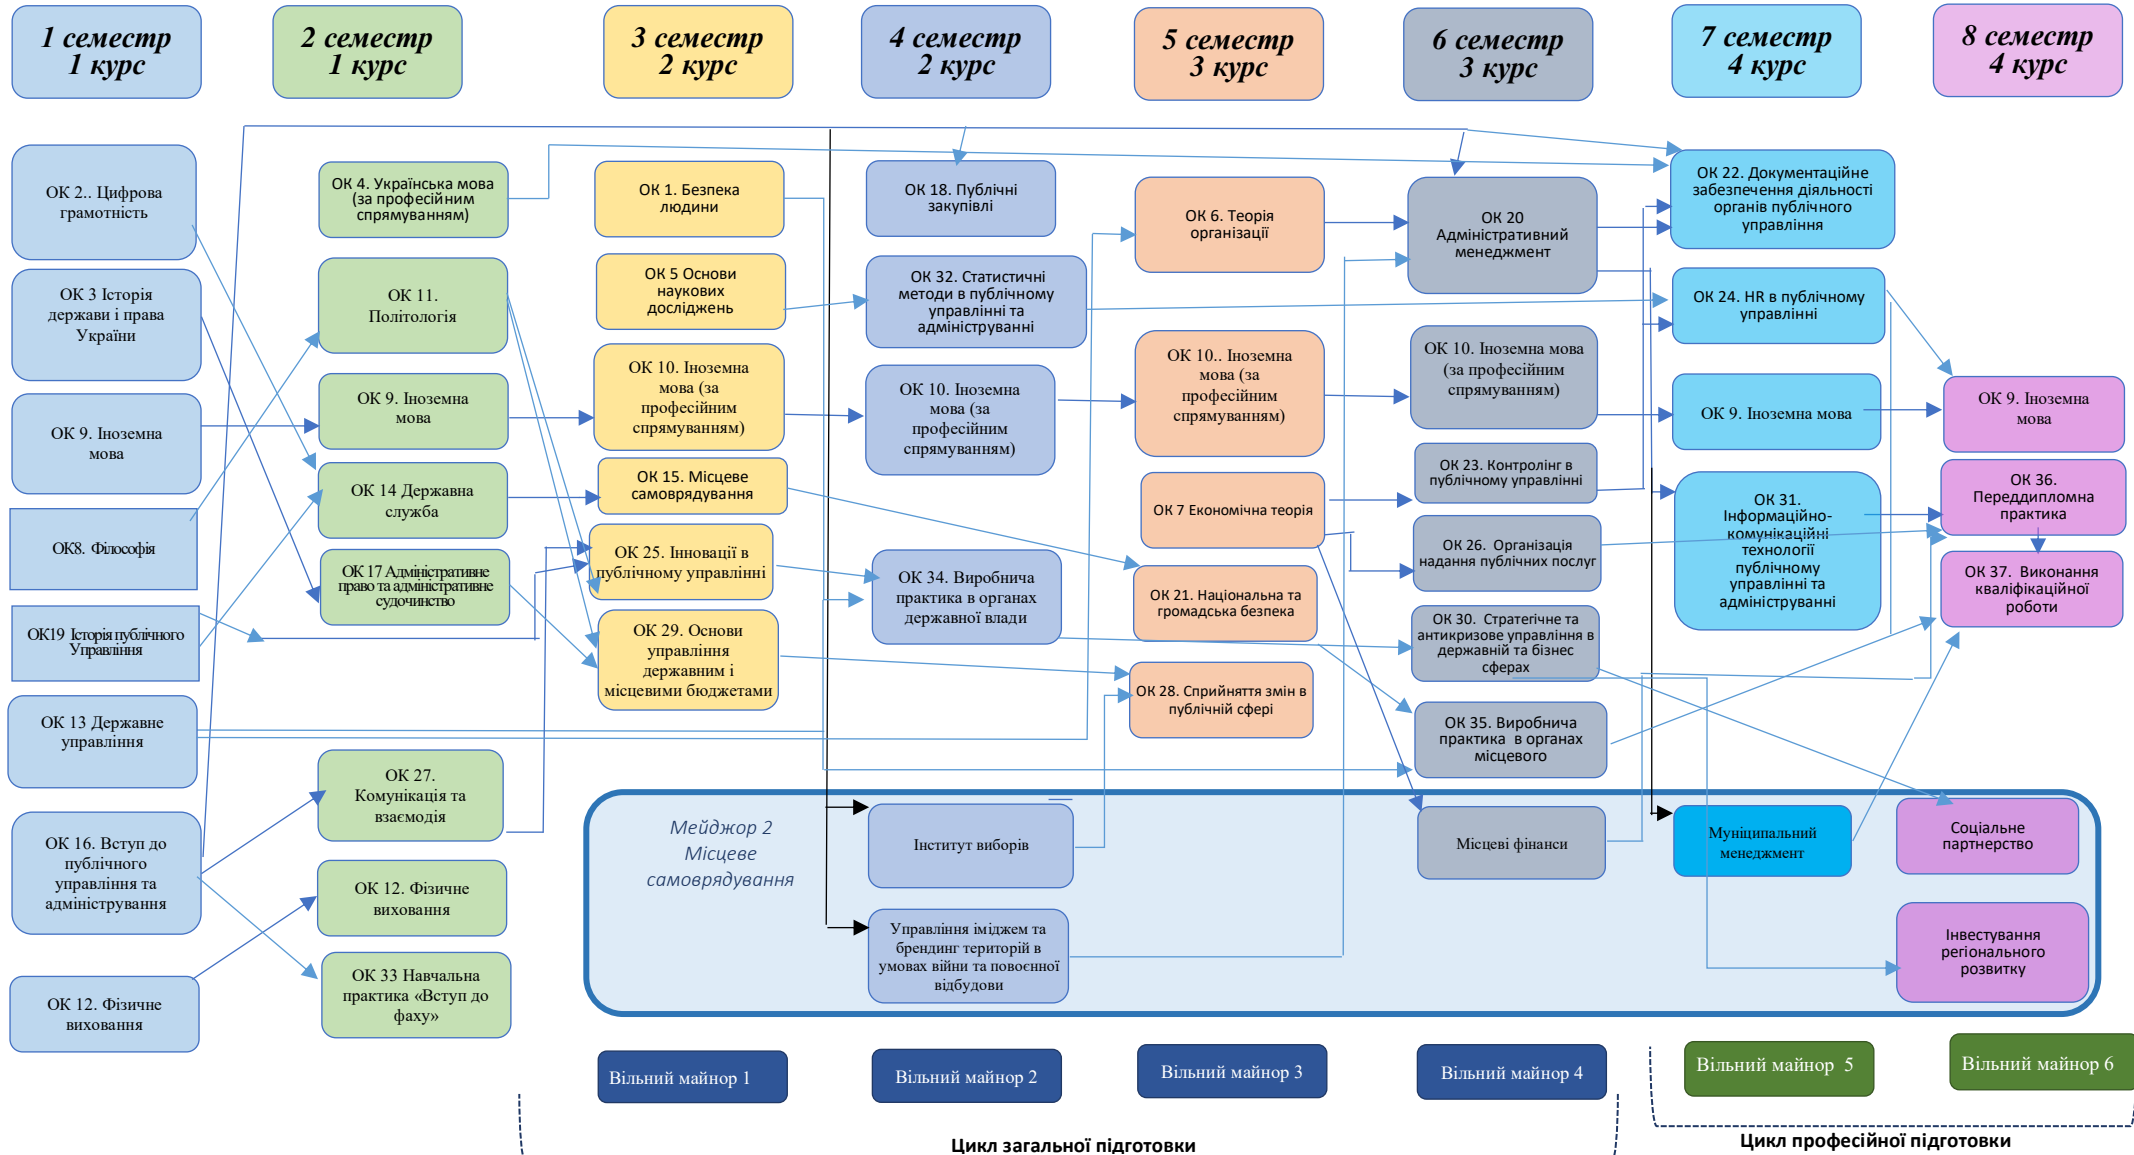 1 семестр
1 курс
2 семестр
1 курс
3 семестр
2 курс
4 семестр
2 курс
5 семестр
3 курс
6 семестр
3 курс
7 семестр
4 курс
8 семестр
4 курс
ОК 2.. Цифрова
грамотність
ОК 3 Історія
держави і права
України
ОК 9. Іноземна
мова
ОК8. Філософія
ОК19 Історія публічного
Управління
ОК 13 Державне
управління
ОК 16. Вступ до
публічного
управління та
адміністрування
ОК 12. Фізичне
виховання
ОК 4. Українська мова
(за професійним
спрямуванням)
ОК 11.
Політологія
ОК 9. Іноземна
мова
ОК 14 Державна
служба
ОК 17 Адміністративне
право та адміністративне
судочинство
ОК 27.
Комунікація та
взаємодія
ОК 12. Фізичне
виховання
ОК 33 Навчальна
практика «Вступ до
фаху»
ОК 1. Безпека
людини
ОК 5 Основи
наукових
досліджень
ОК 10. Іноземна
мова (за
професійним
спрямуванням)
ОК 15. Місцеве
самоврядування
ОК 25. Інновації в
публічному управлінні
ОК 29. Основи
управління
державним і
місцевими бюджетами
ОК 18. Публічні
закупівлі
ОК 32. Статистичні
методи в публічному
управлінні та
адмініструванні
ОК 10. Іноземна
мова (за
професійним
спрямуванням)
ОК 34. Виробнича
практика в органах
державної влади
ОК 6. Теорія
організації
ОК 10.. Іноземна
мова (за
професійним
спрямуванням)
ОК 7 Економічна теорія
ОК 21. Національна та
громадська безпека
ОК 28. Сприйняття змін в
публічній сфері
ОК 20
Адміністративний
менеджмент
ОК 10. Іноземна мова
(за професійним
спрямуванням)
ОК 23. Контролінг в
публічному управлінні
ОК 26. Організація
надання публічних послуг
ОК 30. Стратегічне та
антикризове управління в
державній та бізнес
сферах
ОК 35. Виробнича
практика в органах
місцевого
ОК 22. Документаційне
забезпечення діяльності
органів публічного
управління
ОК 24. HR в публічному
управлінні
ОК 9. Іноземна мова
ОК 31.
Інформаційно-
комунікаційні
технології
публічному
управлінні та
адмініструванні
ОК 9. Іноземна
мова
ОК 36.
Переддипломна
практика
ОК 37. Виконання
кваліфікаційної
роботи
Мейджор 2
Місцеве
самоврядування
Інститут виборів
Управління іміджем та
брендинг територій в
умовах війни та повоєнної
відбудови
Місцеві фінанси
Муніципальний
менеджмент
Соціальне
партнерство
Інвестування
регіонального
розвитку
Вільний майнор 1
Вільний майнор 2
Вільний майнор 3
Вільний майнор 4
Вільний майнор 5
Вільний майнор 6
Цикл загальної підготовки
Цикл професійної підготовки